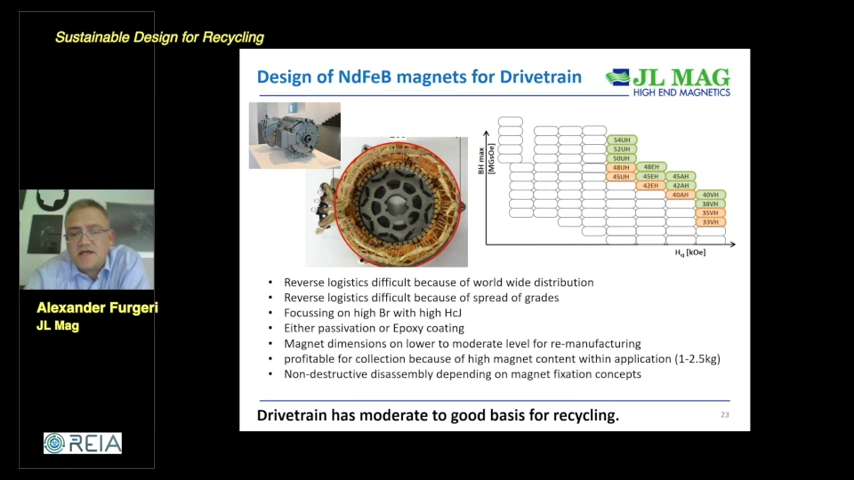 Sustainable Design for Recycling
Design of NdFeB magnets for Drivetrain
JL MAG
HIGH END MAGNETICS
BH max
[MGsOe]
54UH
52UH
50UH
48UH 48EH
45UH 45EH 45AH
42EH 42AH
40AH 40VH
38VH
35VH
33VH
Hcj [kOe]
• Reverse logistics difficult because of world wide distribution
• Reverse logistics difficult because of spread of grades
• Focussing on high Br with high HcJ
• Either passivation or Epoxy coating
• Magnet dimensions on lower to moderate level for re-manufacturing
• profitable for collection because of high magnet content within application (1-2.5kg)
• Non-destructive disassembly depending on magnet fixation concepts
Drivetrain has moderate to good basis for recycling.
23
Alexander Furgeri
JL Mag
REIA